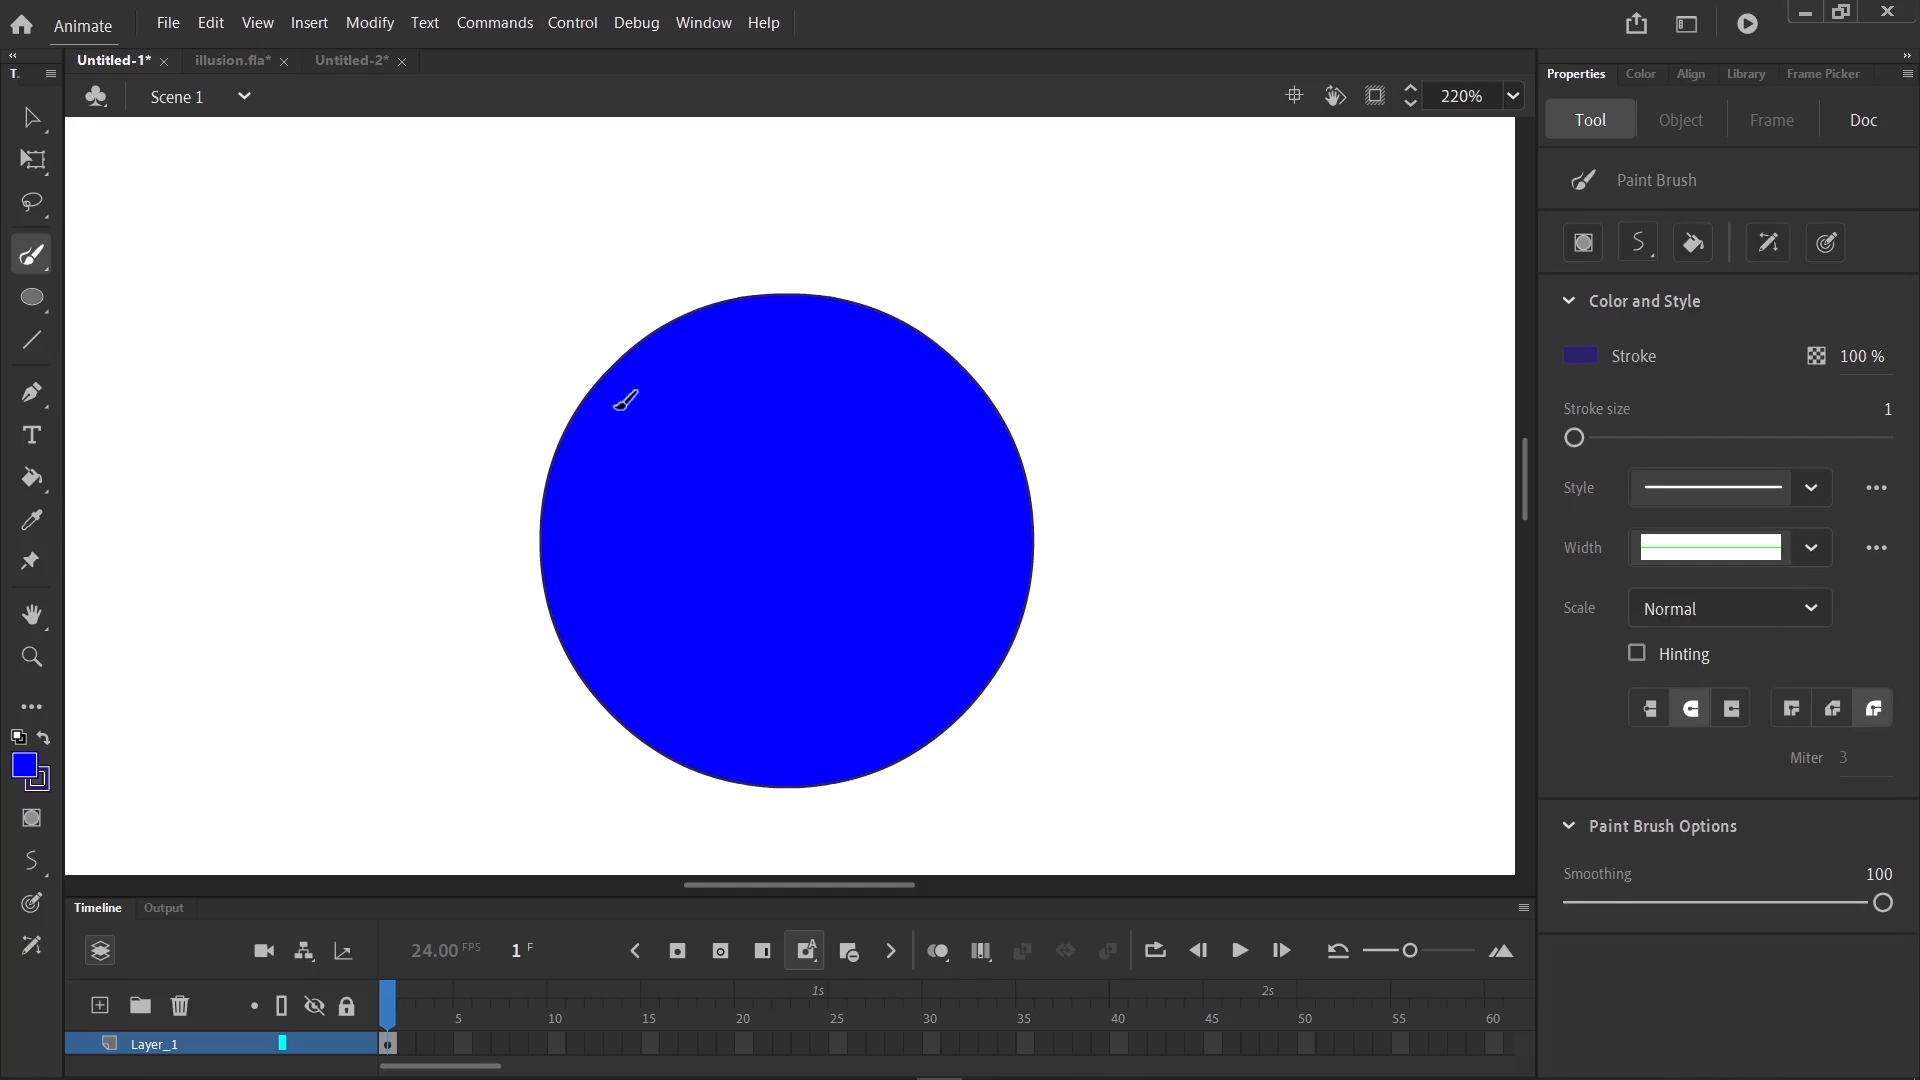 Animate File Edit View Insert Modify Text Commands Control Debug Window Help
Untitled-1* illusion.fla* Untitled-2*
T.
Scene 1
220%
Properties Color Align Library Frame Picker
Tool Object Frame Doc
Paint Brush
Color and Style
Stroke 100 %
Stroke size 1
Style
Width
Scale Normal
Hinting
Miter 3
Paint Brush Options
Smoothing 100
Timeline Output
24.00 FPS 1 F
1s 2s
5 10 15 20 25 30 35 40 45 50 55 60
Layer_1